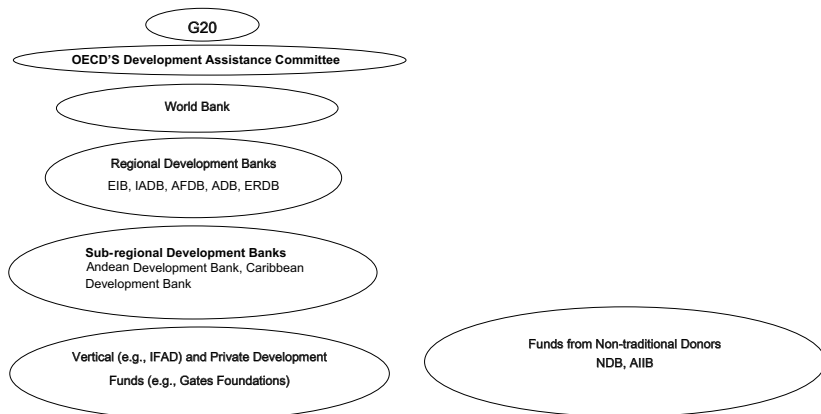 G20
OECD'S Development Assistance Committee
World Bank
Regional Development Banks
EIB, IADB, AFDB, ADB, ERDB
Sub-regional Development Banks
Andean Development Bank, Caribbean
Development Bank
Vertical (e.g., IFAD) and Private Development
Funds (e.g., Gates Foundations)
Funds from Non-traditional Donors
NDB, AIIB